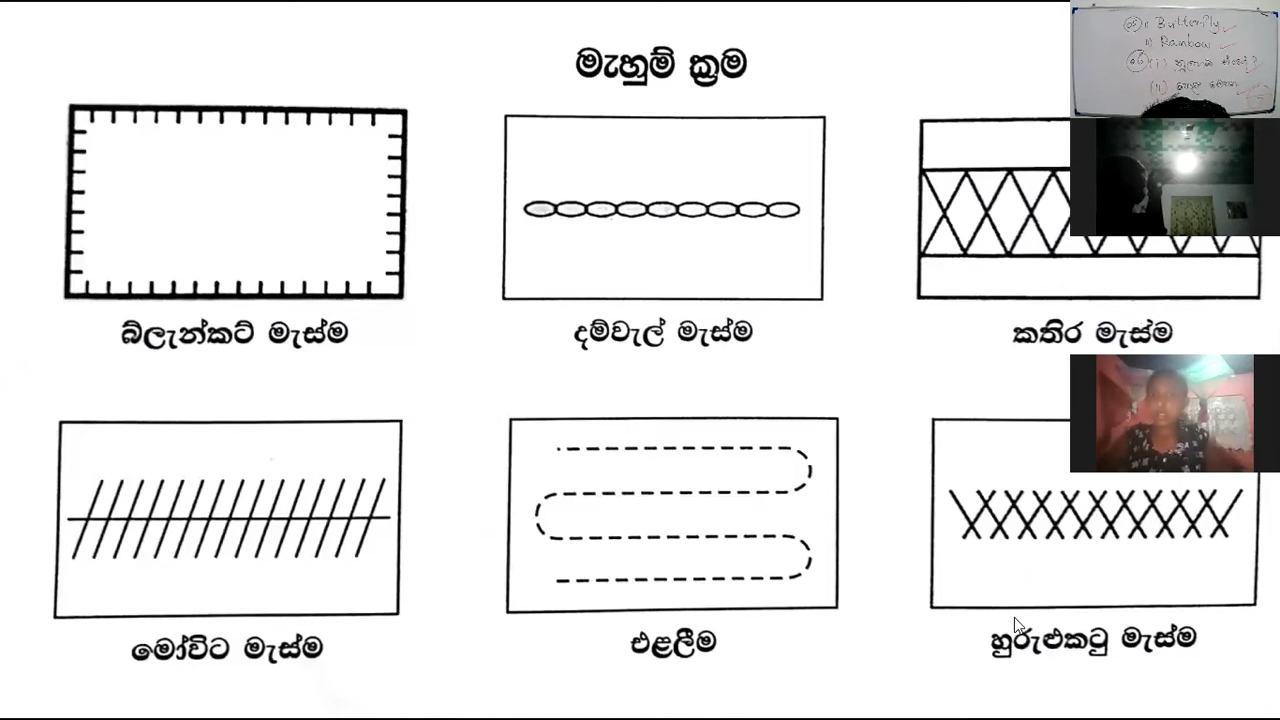 මැහුම් ක්‍රම
බ්ලැන්කට් මැස්ම
දම්වැල් මැස්ම
කතිර මැස්ම
මෝවිට මැස්ම
එළලීම
හුරුළුකටු මැස්ම
Butterfly
Rainbow